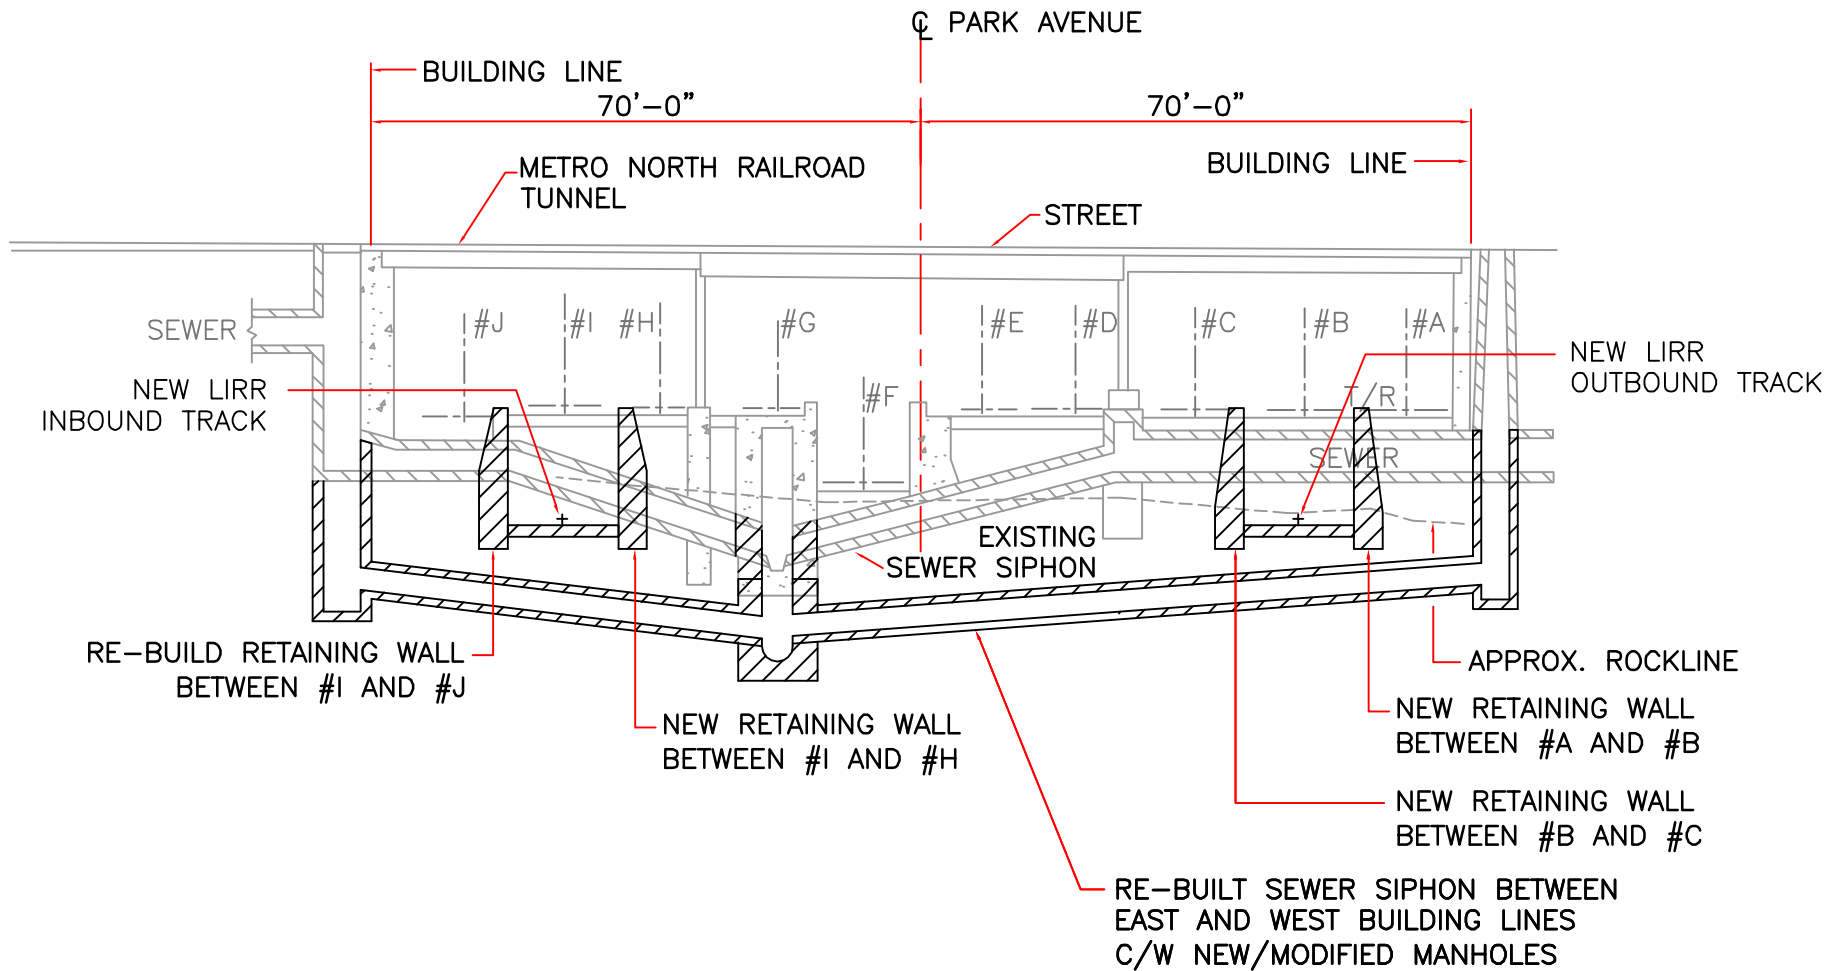 ℄ PARK AVENUE
BUILDING LINE
70'-0"
70'-0"
METRO NORTH RAILROAD
TUNNEL
BUILDING LINE
STREET
SEWER
#J
#I
#H
#G
#E
#D
#C
#B
#A
#F
T/R
NEW LIRR
INBOUND TRACK
NEW LIRR
OUTBOUND TRACK
SEWER
EXISTING
SEWER SIPHON
RE-BUILD RETAINING WALL
BETWEEN #I AND #J
NEW RETAINING WALL
BETWEEN #I AND #H
APPROX. ROCKLINE
NEW RETAINING WALL
BETWEEN #A AND #B
NEW RETAINING WALL
BETWEEN #B AND #C
RE-BUILT SEWER SIPHON BETWEEN
EAST AND WEST BUILDING LINES
C/W NEW/MODIFIED MANHOLES